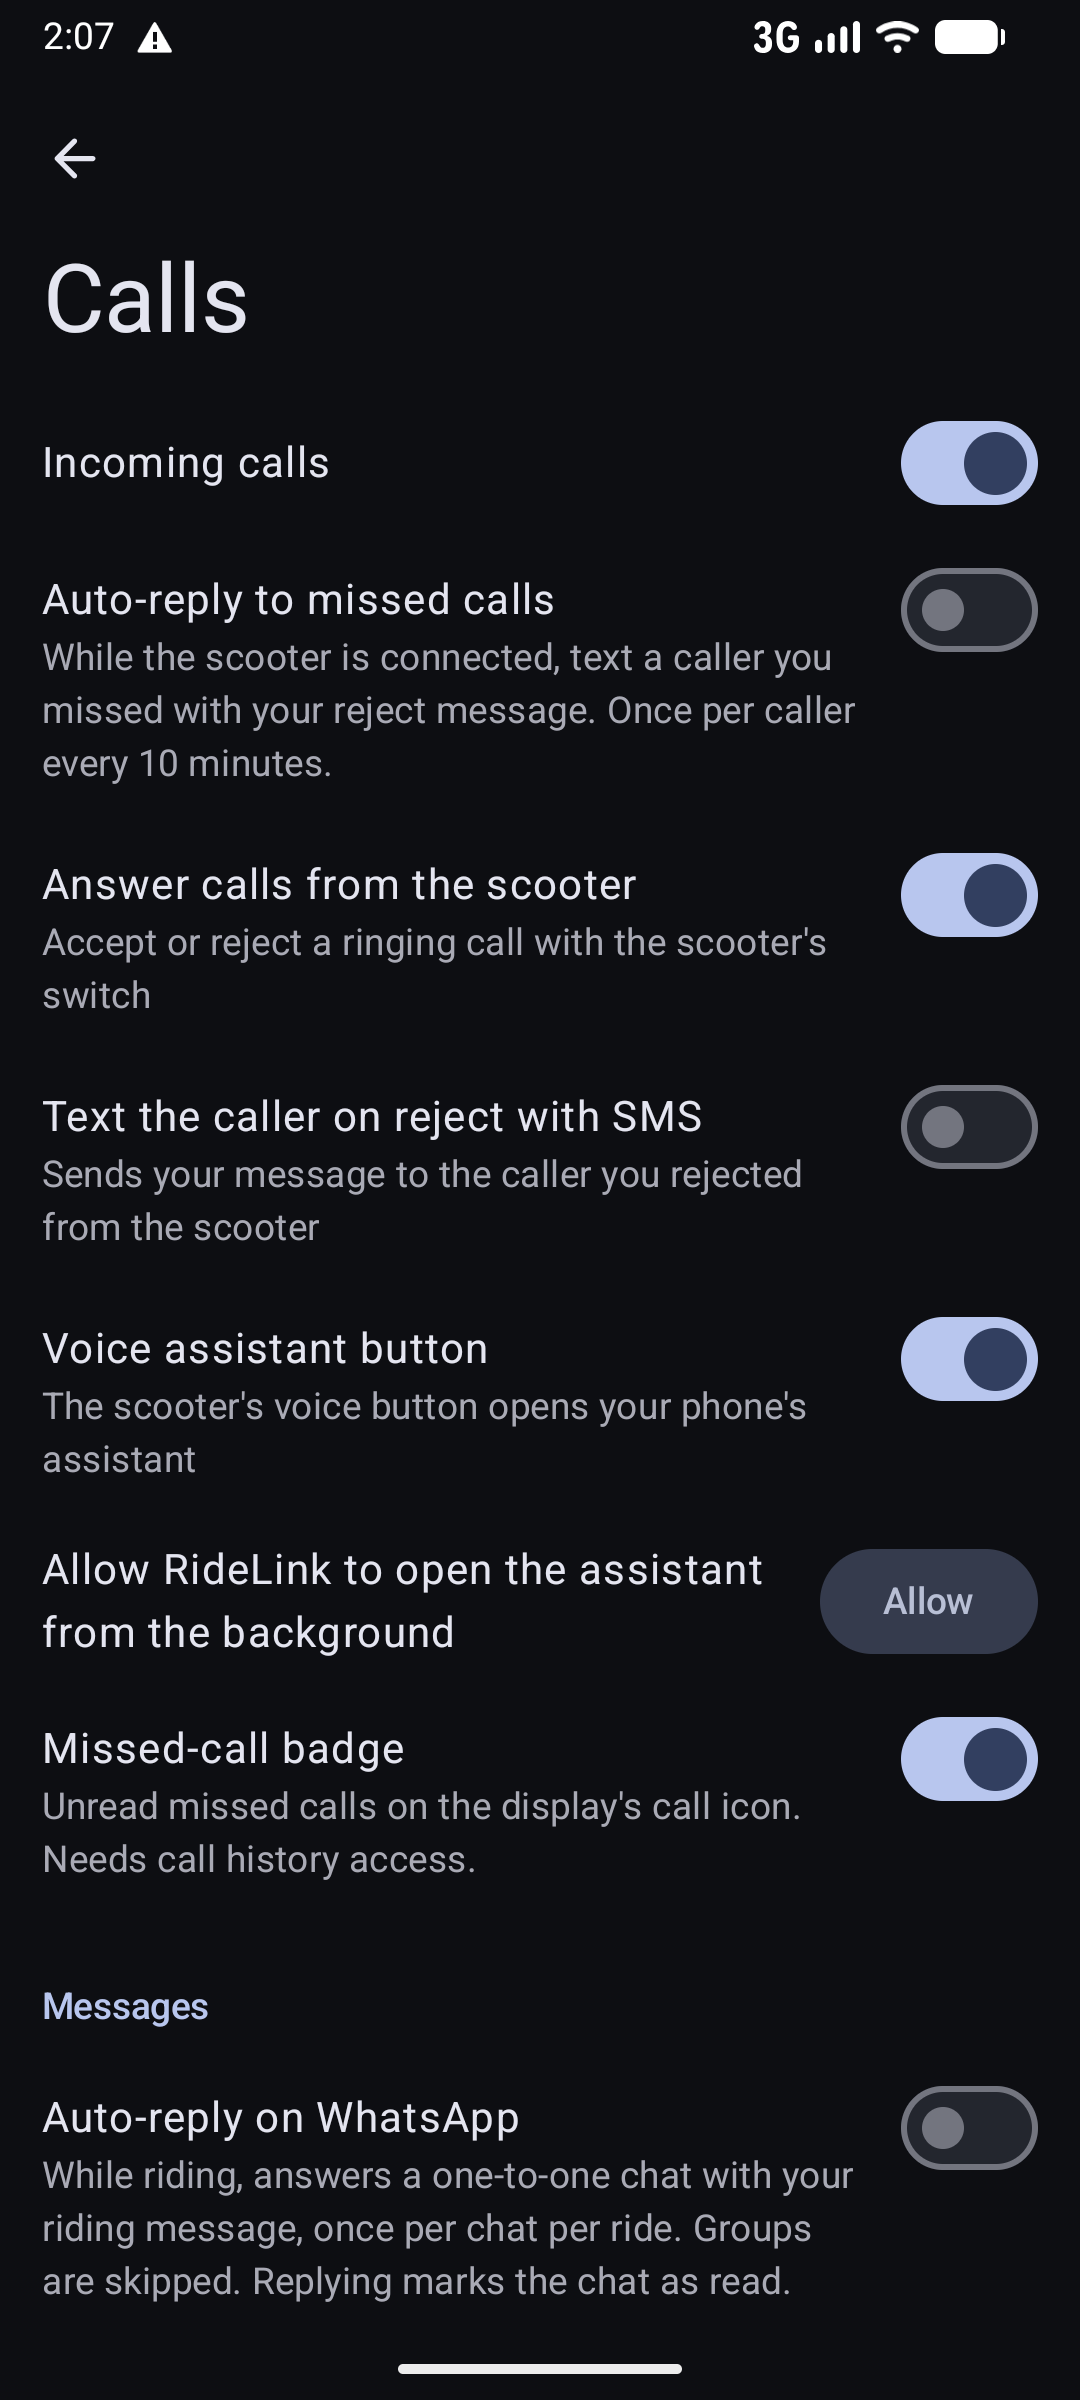 2:07
3G
Calls
Incoming calls
Auto-reply to missed calls
While the scooter is connected, text a caller you
missed with your reject message. Once per caller
every 10 minutes.
Answer calls from the scooter
Accept or reject a ringing call with the scooter's
switch
Text the caller on reject with SMS
Sends your message to the caller you rejected
from the scooter
Voice assistant button
The scooter's voice button opens your phone's
assistant
Allow RideLink to open the assistant
from the background
Allow
Missed-call badge
Unread missed calls on the display's call icon.
Needs call history access.
Messages
Auto-reply on WhatsApp
While riding, answers a one-to-one chat with your
riding message, once per chat per ride. Groups
are skipped. Replying marks the chat as read.